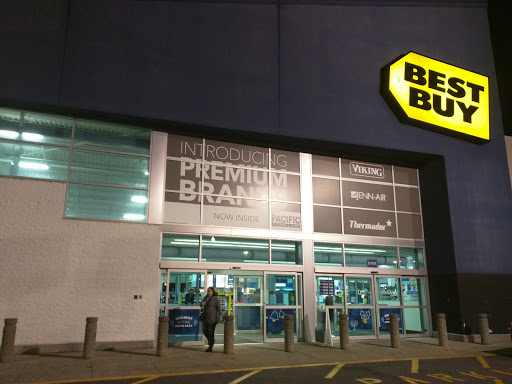 BEST
BUY
INTRODUCING
PREMIUM
BRANDS
NOW INSIDE
PACIFIC
VIKING
JENN-AIR
Thermador